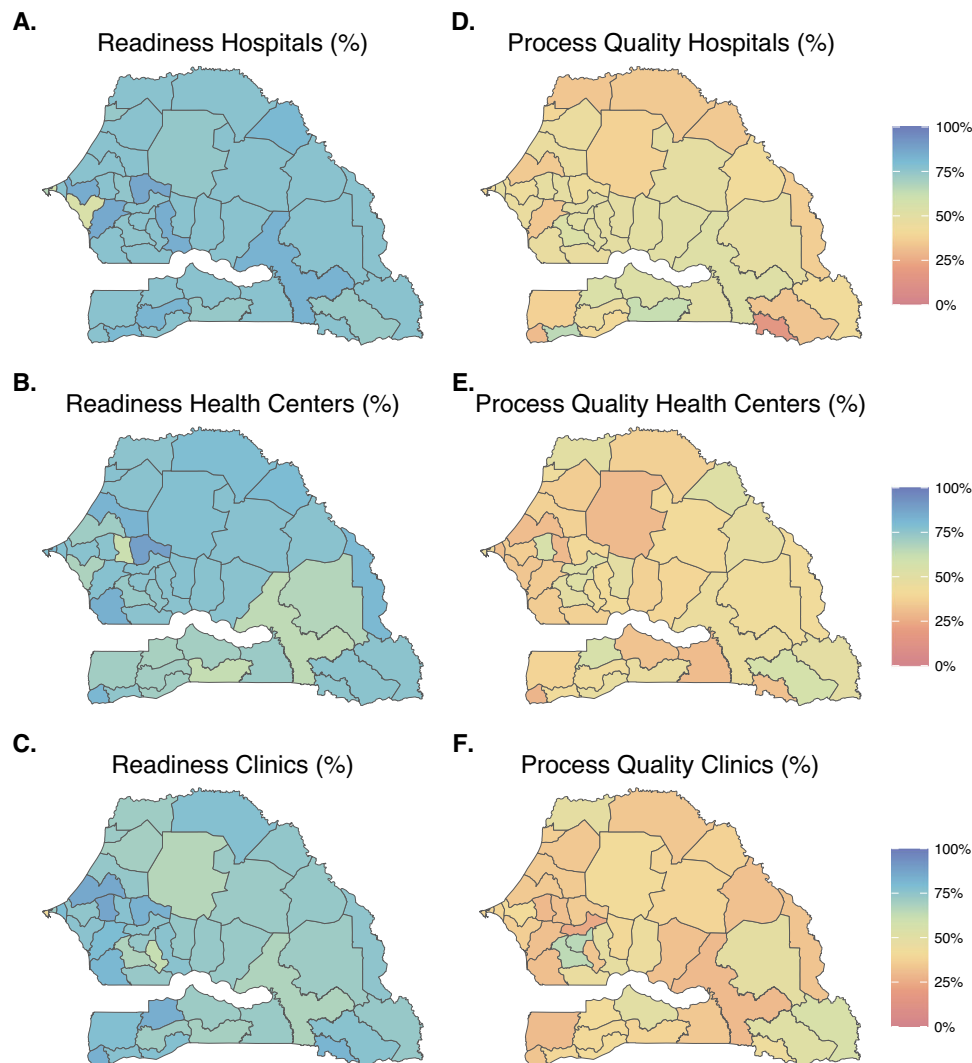 A.
Readiness Hospitals (%)
D.
Process Quality Hospitals (%)
100%
75%
50%
25%
0%
B.
Readiness Health Centers (%)
E.
Process Quality Health Centers (%)
100%
75%
50%
25%
0%
C.
Readiness Clinics (%)
F.
Process Quality Clinics (%)
100%
75%
50%
25%
0%